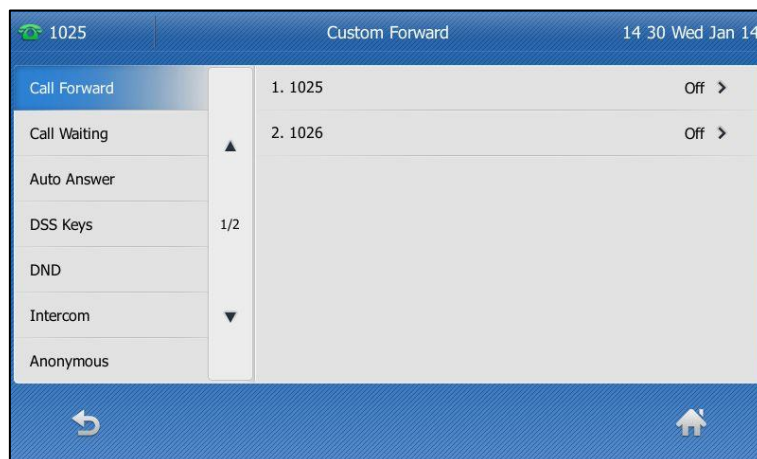 1025 Custom Forward 14 30 Wed Jan 14
Call Forward
Call Waiting
Auto Answer
DSS Keys
DND
Intercom
Anonymous
1/2
1. 1025 Off
2. 1026 Off